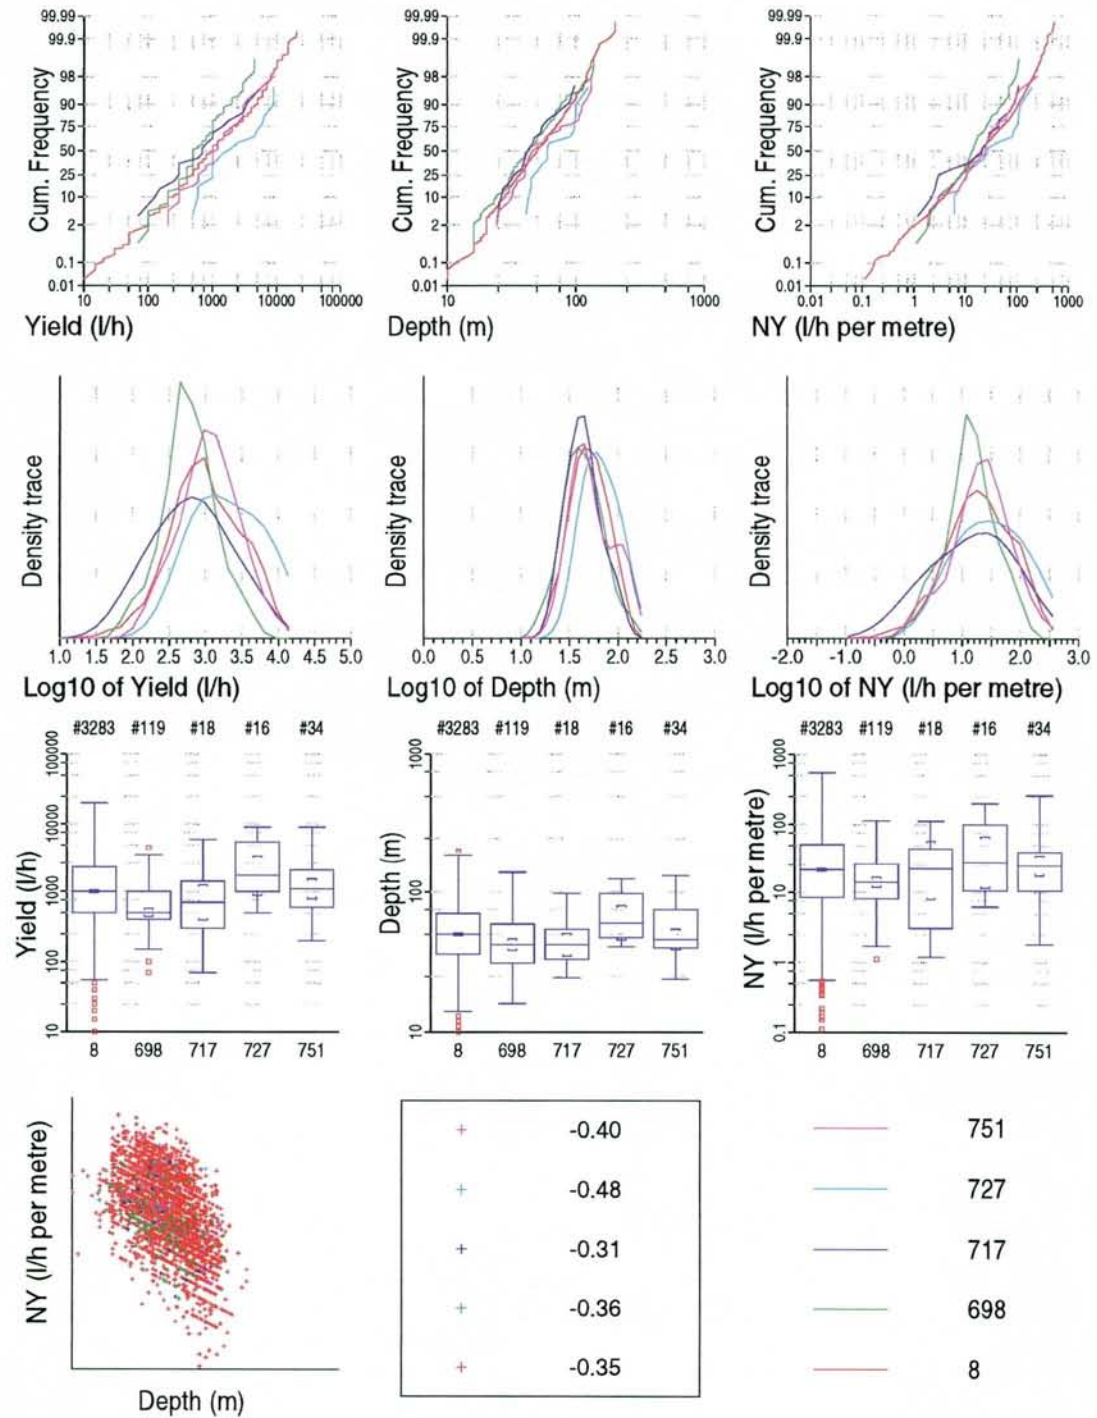 99.99
99.9
98
90
75
50
25
10
2
0.1
0.01
Cum. Frequency
10 100 1000 10000 100000
Yield (l/h)
99.99
99.9
98
90
75
50
25
10
2
0.1
0.01
Cum. Frequency
10 100 1000
Depth (m)
99.99
99.9
98
90
75
50
25
10
2
0.1
0.01
Cum. Frequency
0.01 0.1 1 10 100 1000
NY (l/h per metre)
Density trace
1.0 1.5 2.0 2.5 3.0 3.5 4.0 4.5 5.0
Log10 of Yield (l/h)
Density trace
0.0 0.5 1.0 1.5 2.0 2.5 3.0
Log10 of Depth (m)
Density trace
-2.0 -1.0 0.0 1.0 2.0 3.0
Log10 of NY (l/h per metre)
#3283 #119 #18 #16 #34
100000
10000
1000
100
10
Yield (l/h)
8 698 717 727 751
#3283 #119 #18 #16 #34
1000
100
10
Depth (m)
8 698 717 727 751
#3283 #119 #18 #16 #34
1000
100
10
1
0.1
NY (l/h per metre)
8 698 717 727 751
NY (l/h per metre)
Depth (m)
-0.40
-0.48
-0.31
-0.36
-0.35
751
727
717
698
8